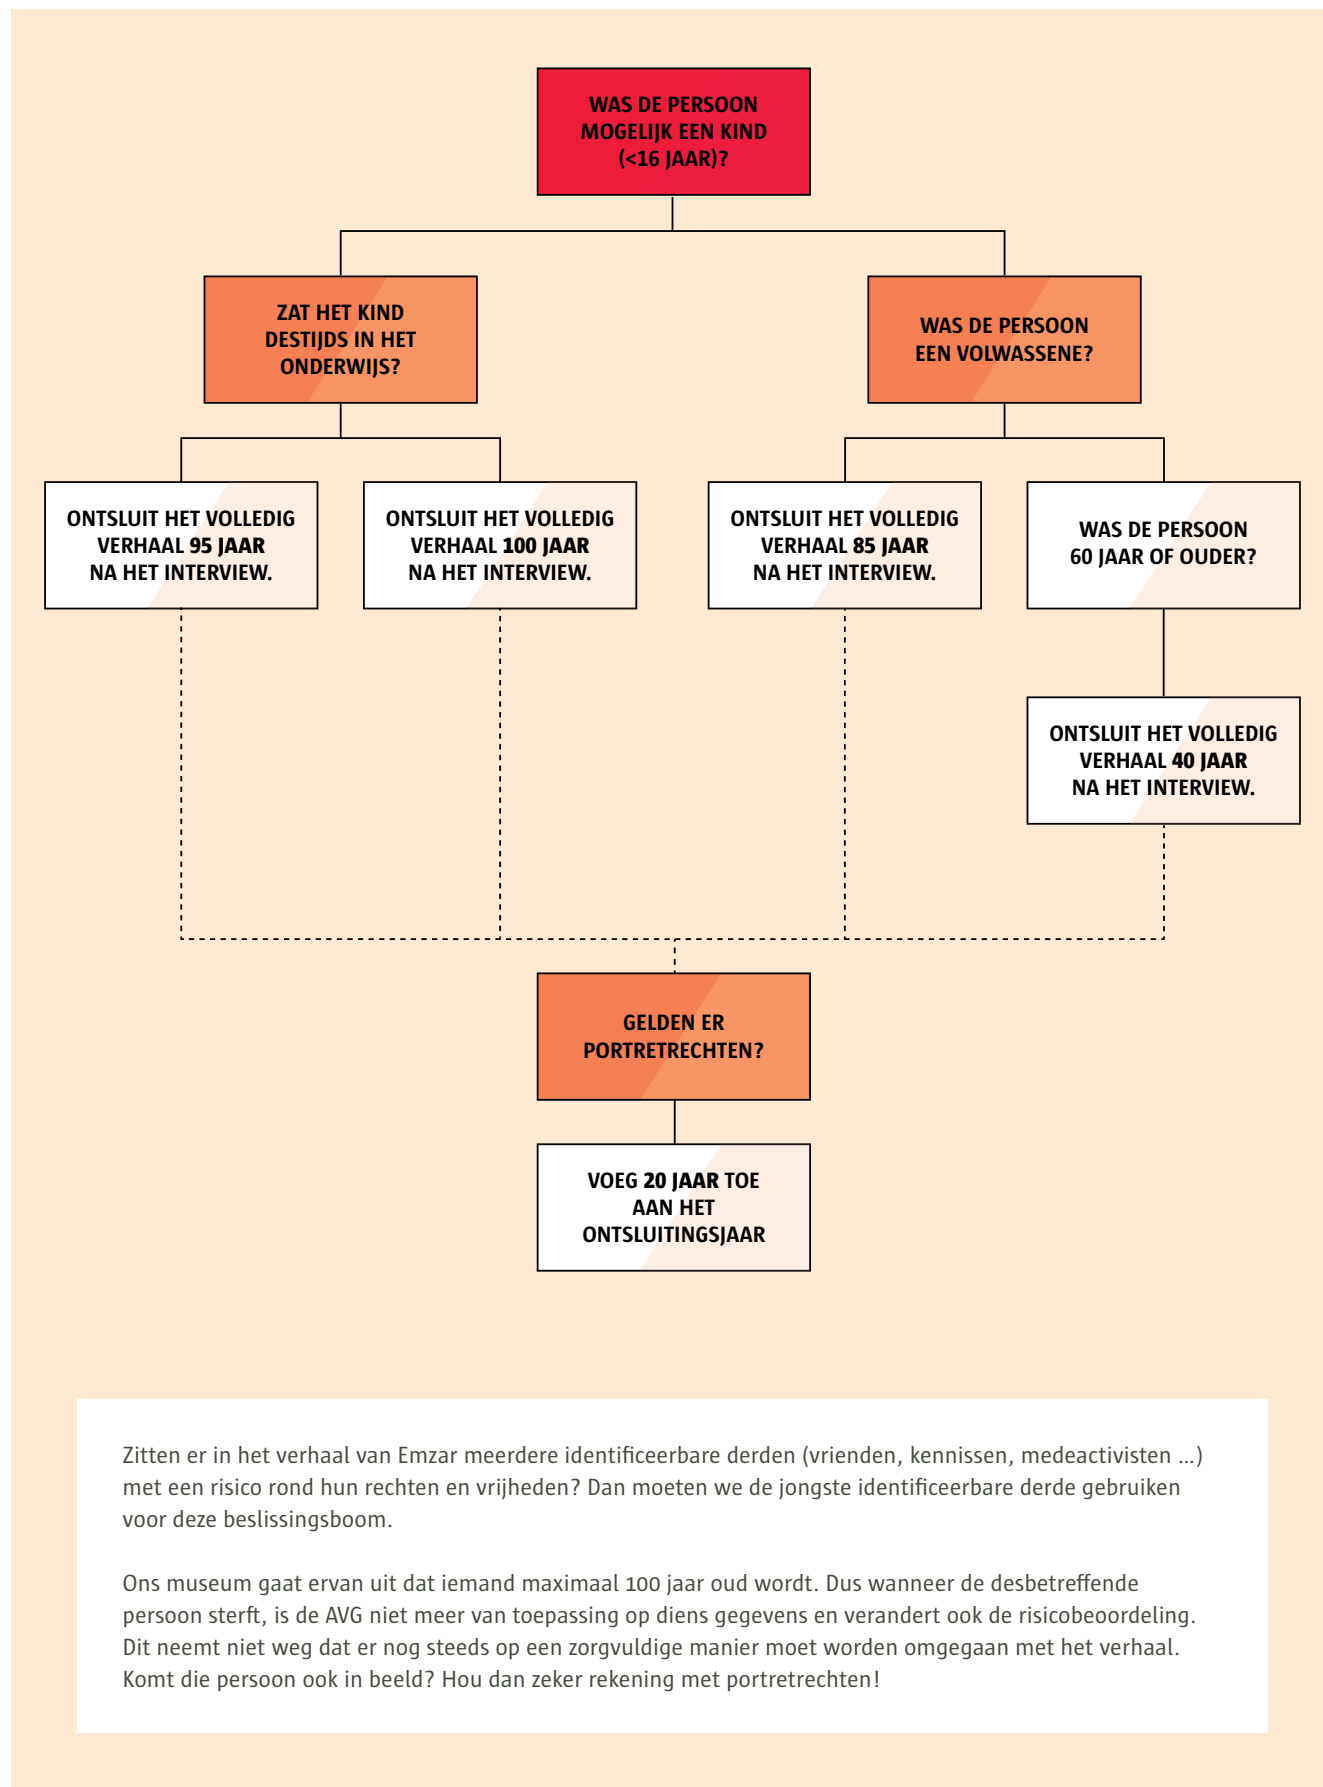 WAS DE PERSOON
MOGELIJK EEN KIND
(<16 JAAR)?
ZAT HET KIND
DESTIJDS IN HET
ONDERWIJS?
WAS DE PERSOON
EEN VOLWASSENE?
ONTSLUIT HET VOLLEDIG
VERHAAL 95 JAAR
NA HET INTERVIEW.
ONTSLUIT HET VOLLEDIG
VERHAAL 100 JAAR
NA HET INTERVIEW.
ONTSLUIT HET VOLLEDIG
VERHAAL 85 JAAR
NA HET INTERVIEW.
WAS DE PERSOON
60 JAAR OF OUDER?
ONTSLUIT HET VOLLEDIG
VERHAAL 40 JAAR
NA HET INTERVIEW.
GELDEN ER
PORTRETRECHTEN?
VOEG 20 JAAR TOE
AAN HET
ONTSLUITINGSJAAR
Zitten er in het verhaal van Emzar meerdere identificeerbare derden (vrienden, kennissen, medeactivisten ...)
met een risico rond hun rechten en vrijheden? Dan moeten we de jongste identificeerbare derde gebruiken
voor deze beslissingsboom.
Ons museum gaat ervan uit dat iemand maximaal 100 jaar oud wordt. Dus wanneer de desbetreffende
persoon sterft, is de AVG niet meer van toepassing op diens gegevens en verandert ook de risicobeoordeling.
Dit neemt niet weg dat er nog steeds op een zorgvuldige manier moet worden omgegaan met het verhaal.
Komt die persoon ook in beeld? Hou dan zeker rekening met portretrechten!